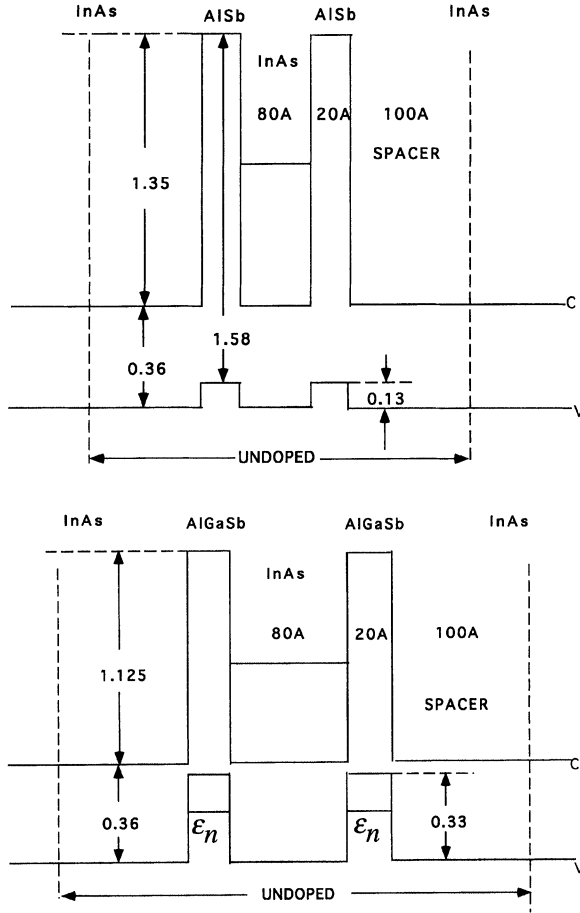 InAs AlSb AlSb InAs
InAs
80A 20A 100A
SPACER
1.35
C
1.58
0.36
0.13
V
UNDOPED
InAs AlGaSb AlGaSb InAs
InAs
80A 20A 100A
1.125
SPACER
C
0.36 εn εn 0.33
V
UNDOPED